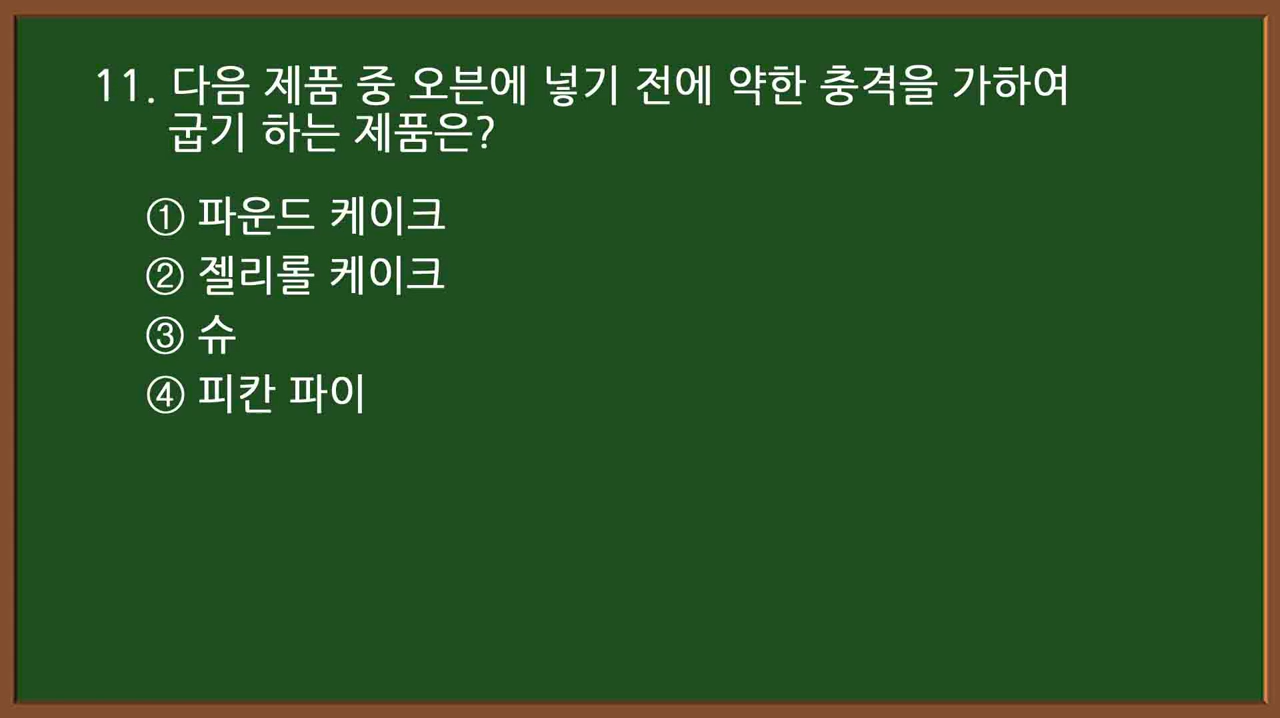 11. 다음 제품 중 오븐에 넣기 전에 약한 충격을 가하여
굽기 하는 제품은?
① 파운드 케이크
② 젤리롤 케이크
③ 슈
④ 피칸 파이